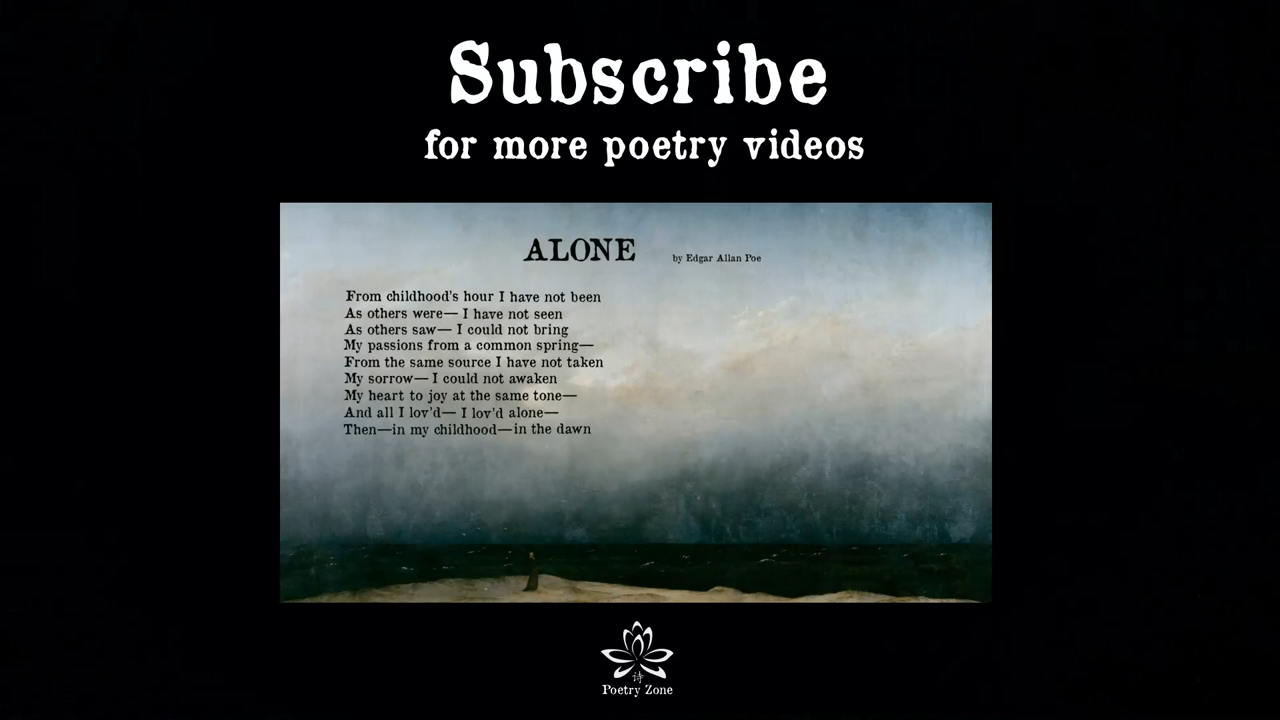 Subscribe
for more poetry videos
ALONE by Edgar Allan Poe
From childhood's hour I have not been
As others were— I have not seen
As others saw— I could not bring
My passions from a common spring—
From the same source I have not taken
My sorrow— I could not awaken
My heart to joy at the same tone—
And all I lov'd— I lov'd alone—
Then—in my childhood—in the dawn
诗
Poetry Zone